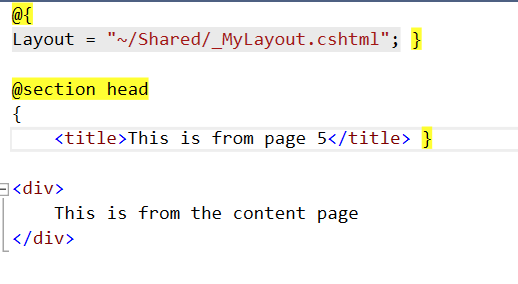 @{
Layout = "~/Shared/_MyLayout.cshtml"; }
@section head
{
<title>This is from page 5</title> }
<div>
This is from the content page
</div>